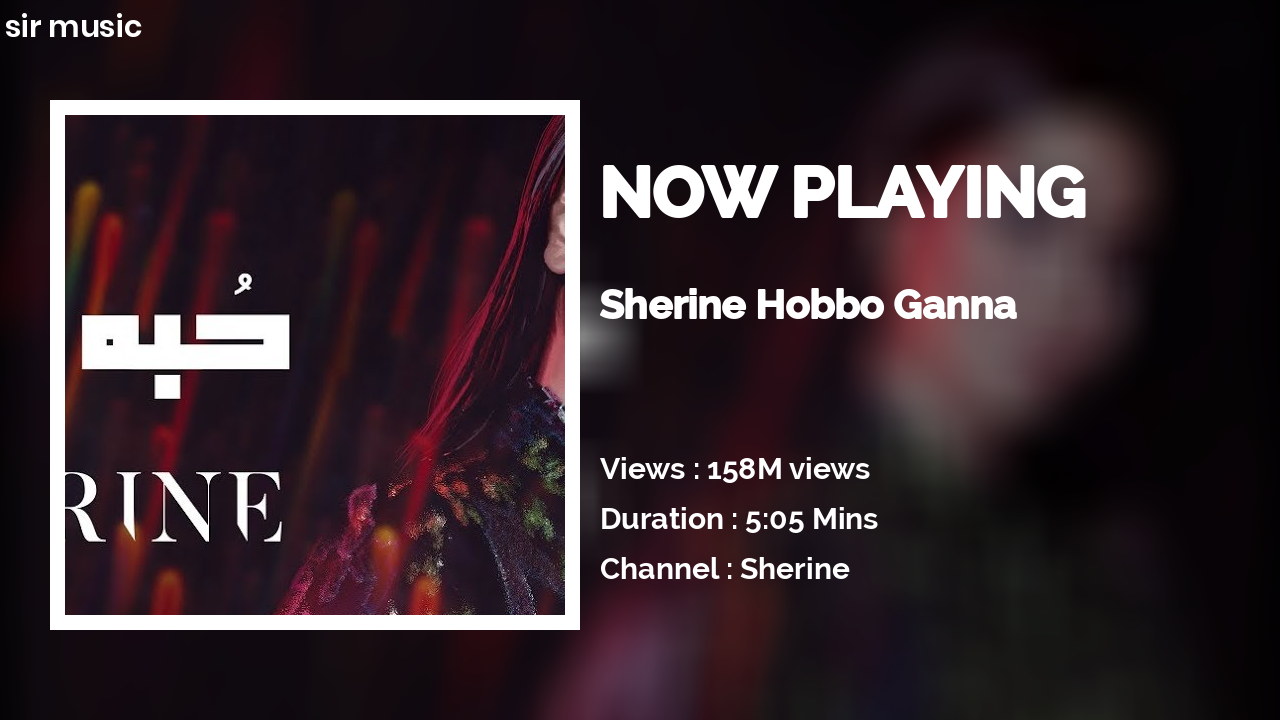 sir music
NOW PLAYING
Sherine Hobbo Ganna
حُبه
RINE
Views : 158M views
Duration : 5:05 Mins
Channel : Sherine